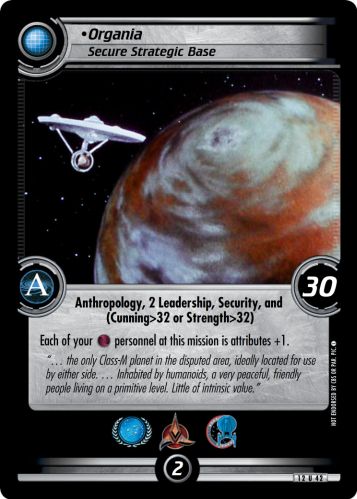 •Organia
Secure Strategic Base
A
30
Anthropology, 2 Leadership, Security, and
(Cunning>32 or Strength>32)
Each of your personnel at this mission is attributes +1.
“… the only Class-M planet in the disputed area, ideally located for use
by either side. … Inhabited by humanoids, a very peaceful, friendly
people living on a primitive level. Little of intrinsic value.”
NOT ENDORSED BY CBS OR PAR. PIC.
2
12 U 42